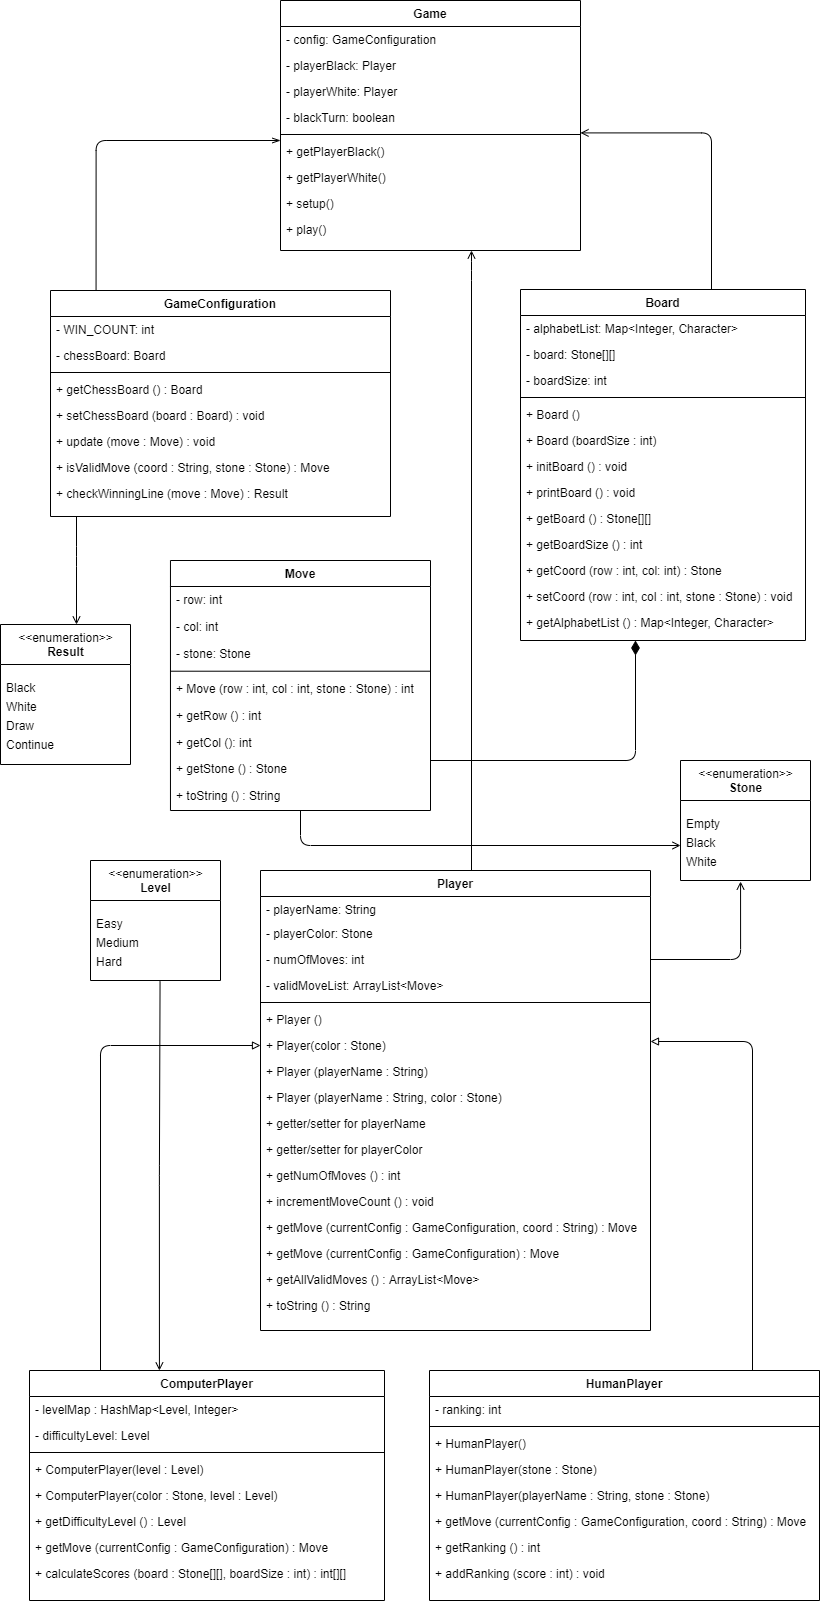 Game
- config: GameConfiguration
- playerBlack: Player
- playerWhite: Player
- blackTurn: boolean
+ getPlayerBlack()
+ getPlayerWhite()
+ setup()
+ play()
GameConfiguration
- WIN_COUNT: int
- chessBoard: Board
+ getChessBoard () : Board
+ setChessBoard (board : Board) : void
+ update (move : Move) : void
+ isValidMove (coord : String, stone : Stone) : Move
+ checkWinningLine (move : Move) : Result
Board
- alphabetList: Map<Integer, Character>
- board: Stone[][]
- boardSize: int
+ Board ()
+ Board (boardSize : int)
+ initBoard () : void
+ printBoard () : void
+ getBoard () : Stone[][]
+ getBoardSize () : int
+ getCoord (row : int, col: int) : Stone
+ setCoord (row : int, col : int, stone : Stone) : void
+ getAlphabetList () : Map<Integer, Character>
Move
- row: int
- col: int
- stone: Stone
+ Move (row : int, col : int, stone : Stone) : int
+ getRow () : int
+ getCol (): int
+ getStone () : Stone
+ toString () : String
<<enumeration>>
Result
Black
White
Draw
Continue
<<enumeration>>
Stone
Empty
Black
White
<<enumeration>>
Level
Easy
Medium
Hard
Player
- playerName: String
- playerColor: Stone
- numOfMoves: int
- validMoveList: ArrayList<Move>
+ Player ()
+ Player(color : Stone)
+ Player (playerName : String)
+ Player (playerName : String, color : Stone)
+ getter/setter for playerName
+ getter/setter for playerColor
+ getNumOfMoves () : int
+ incrementMoveCount () : void
+ getMove (currentConfig : GameConfiguration, coord : String) : Move
+ getMove (currentConfig : GameConfiguration) : Move
+ getAllValidMoves () : ArrayList<Move>
+ toString () : String
ComputerPlayer
- levelMap : HashMap<Level, Integer>
- difficultyLevel: Level
+ ComputerPlayer(level : Level)
+ ComputerPlayer(color : Stone, level : Level)
+ getDifficultyLevel () : Level
+ getMove (currentConfig : GameConfiguration) : Move
+ calculateScores (board : Stone[][], boardSize : int) : int[][]
HumanPlayer
- ranking: int
+ HumanPlayer()
+ HumanPlayer(stone : Stone)
+ HumanPlayer(playerName : String, stone : Stone)
+ getMove (currentConfig : GameConfiguration, coord : String) : Move
+ getRanking () : int
+ addRanking (score : int) : void